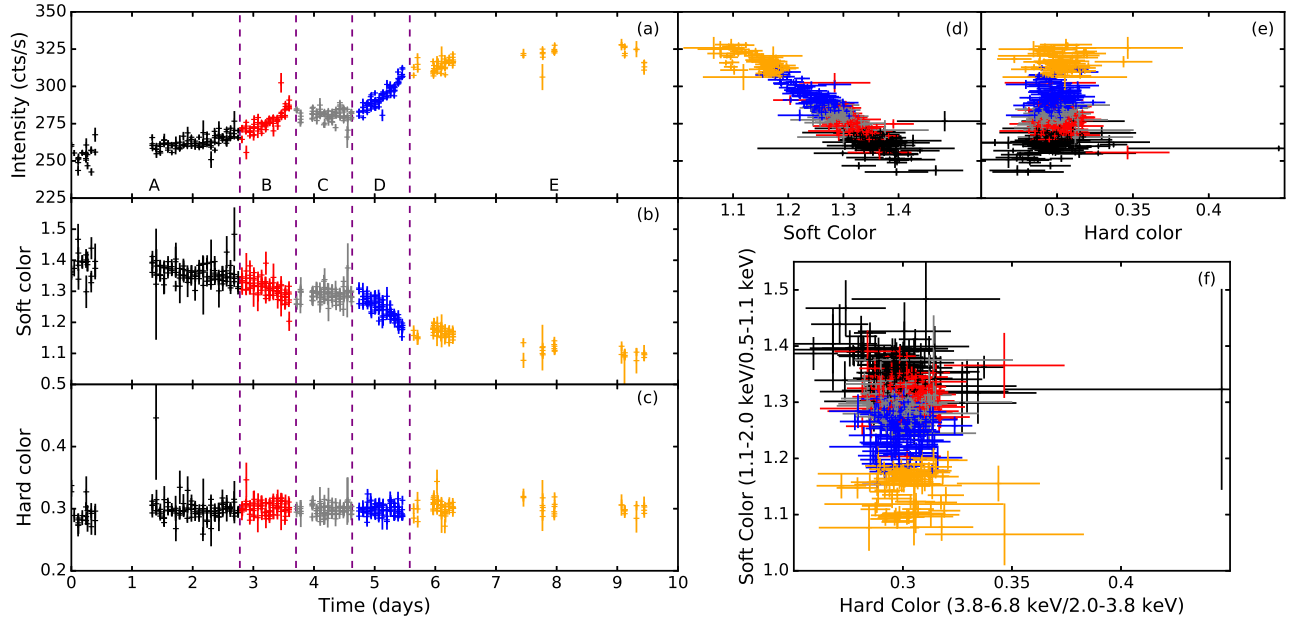 350
325
300
275
250
225
Intensity (cts/s)
(a)
A
B
C
D
E
(d)
1.1
1.2
1.3
1.4
Soft Color
(e)
0.3
0.35
0.4
Hard color
1.5
1.4
1.3
1.2
1.1
0.5
Soft color
(b)
0.4
0.3
0.2
Hard color
(c)
0
1
2
3
4
5
6
7
8
9
10
Time (days)
1.5
1.4
1.3
1.2
1.1
1.0
Soft Color (1.1-2.0 keV/0.5-1.1 keV)
(f)
0.3
0.35
0.4
Hard Color (3.8-6.8 keV/2.0-3.8 keV)